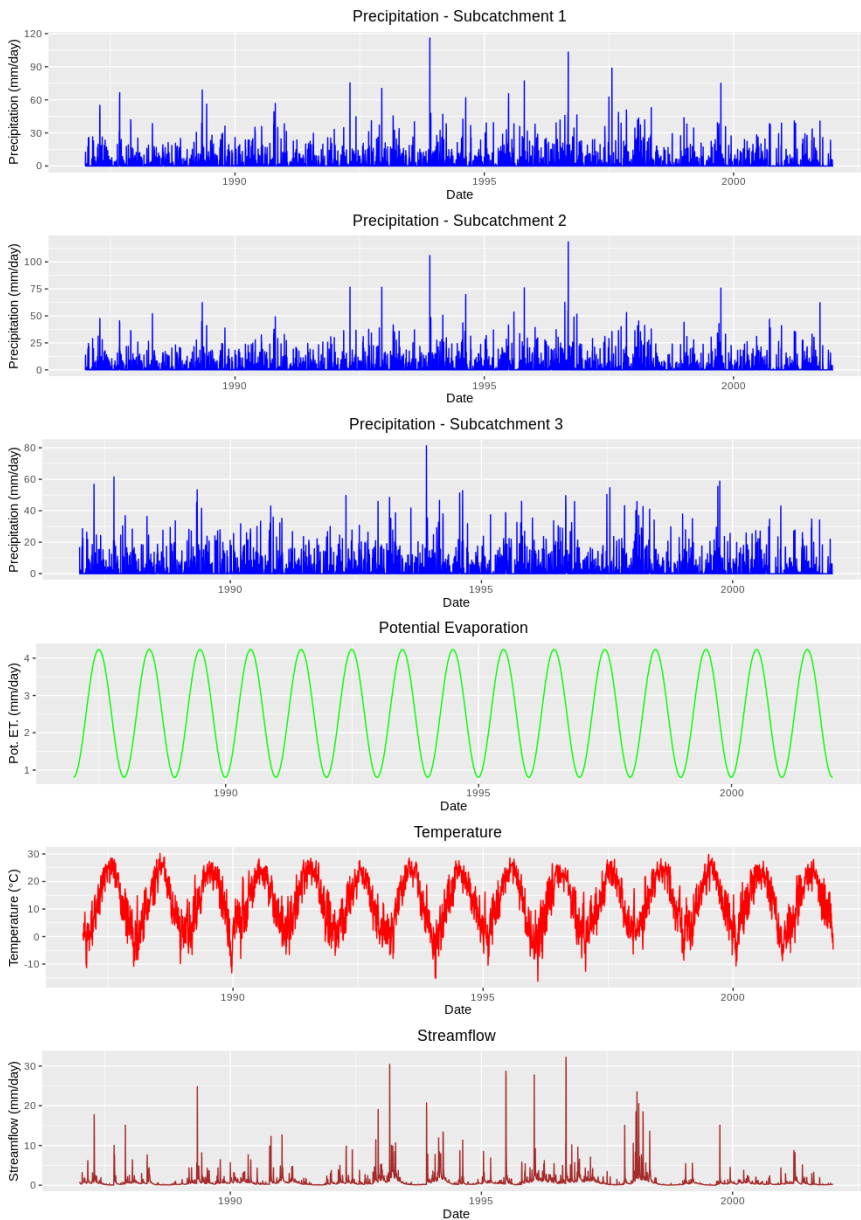 Precipitation - Subcatchment 1
Precipitation (mm/day)
120
90
60
30
0
1990 1995 2000
Date
Precipitation - Subcatchment 2
Precipitation (mm/day)
100
75
50
25
0
1990 1995 2000
Date
Precipitation - Subcatchment 3
Precipitation (mm/day)
80
60
40
20
0
1990 1995 2000
Date
Potential Evaporation
Pot. ET. (mm/day)
4
3
2
1
1990 1995 2000
Date
Temperature
Temperature (°C)
30
20
10
0
-10
1990 1995 2000
Date
Streamflow
Streamflow (mm/day)
30
20
10
0
1990 1995 2000
Date